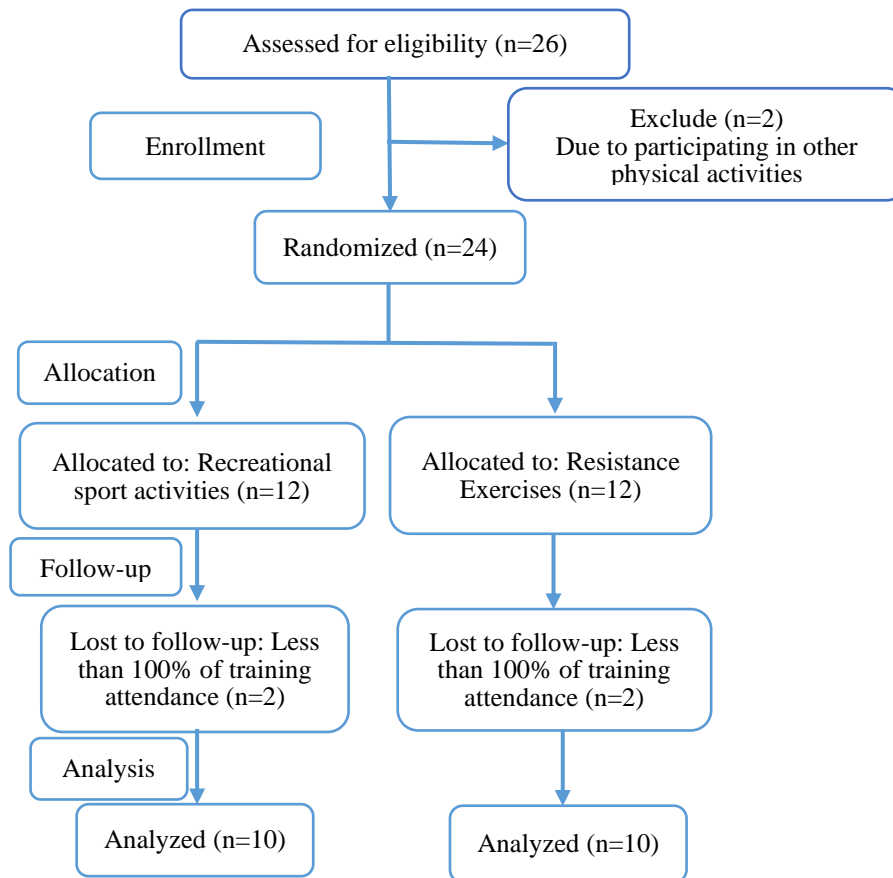 Assessed for eligibility (n=26)
Enrollment
Exclude (n=2)
Due to participating in other
physical activities
Randomized (n=24)
Allocation
Allocated to: Recreational
sport activities (n=12)
Allocated to: Resistance
Exercises (n=12)
Follow-up
Lost to follow-up: Less
than 100% of training
attendance (n=2)
Lost to follow-up: Less
than 100% of training
attendance (n=2)
Analysis
Analyzed (n=10)
Analyzed (n=10)